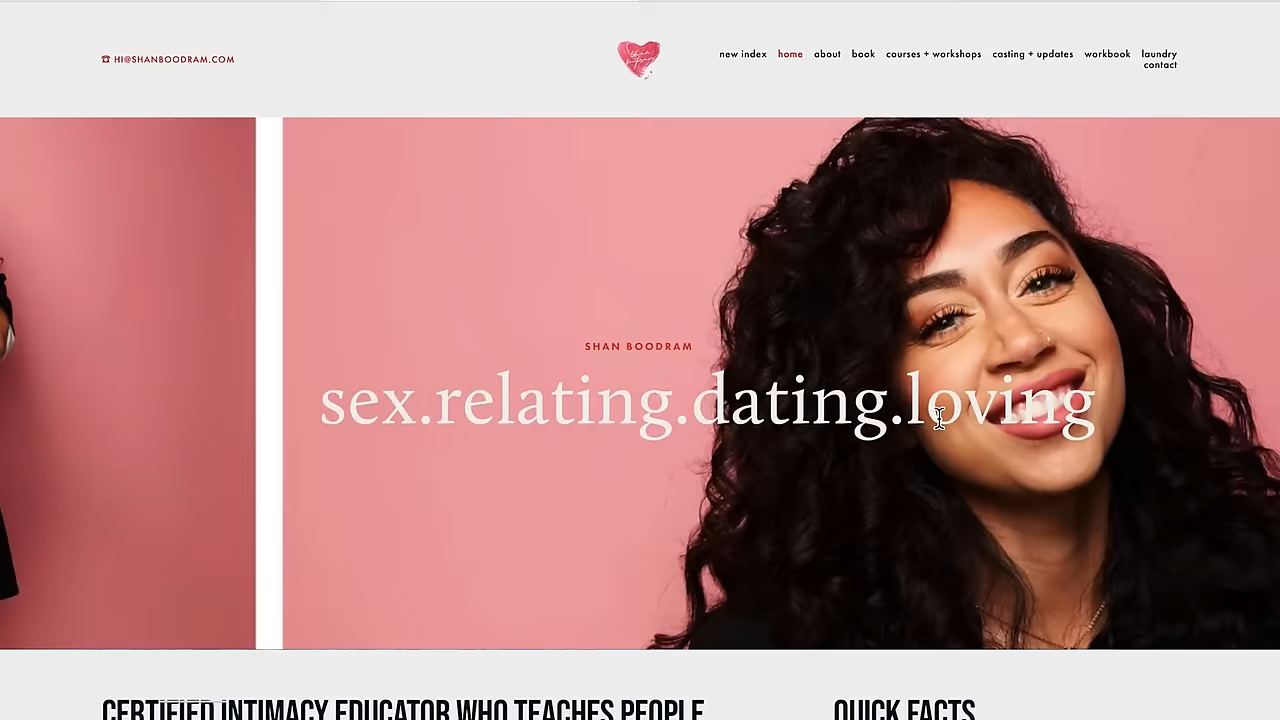 HI@SHANBOODRAM.COM
new index home about book courses + workshops casting + updates workbook laundry
contact
SHAN BOODRAM
sex.relating.dating.loving
CERTIFIED INTIMACY EDUCATOR WHO TEACHES PEOPLE
QUICK FACTS